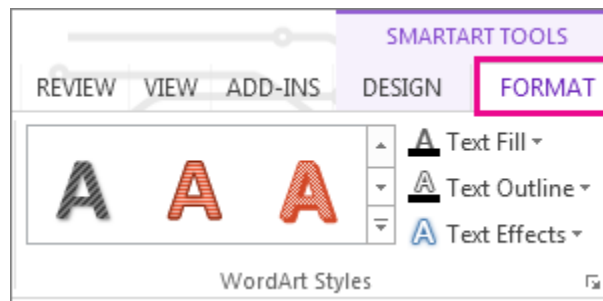 SMARTART TOOLS
REVIEW VIEW ADD-INS DESIGN FORMAT
A A A
A Text Fill
A Text Outline
A Text Effects
WordArt Styles